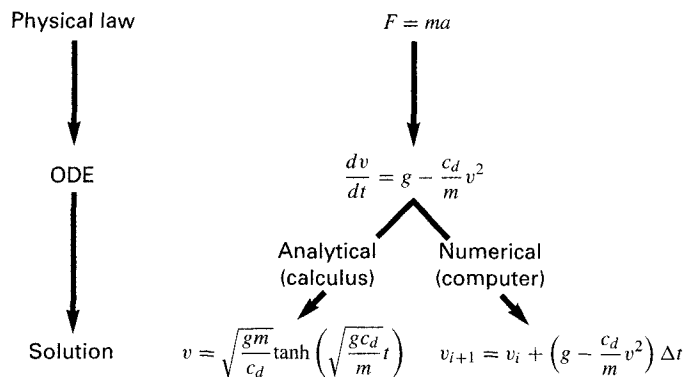 Physical law
F = ma
ODE
dv/dt = g − (c_d/m) v²
Analytical
(calculus)
Numerical
(computer)
Solution
v = √(gm/c_d) tanh (√(gc_d/m) t)
v_{i+1} = v_i + (g − (c_d/m) v²) Δt